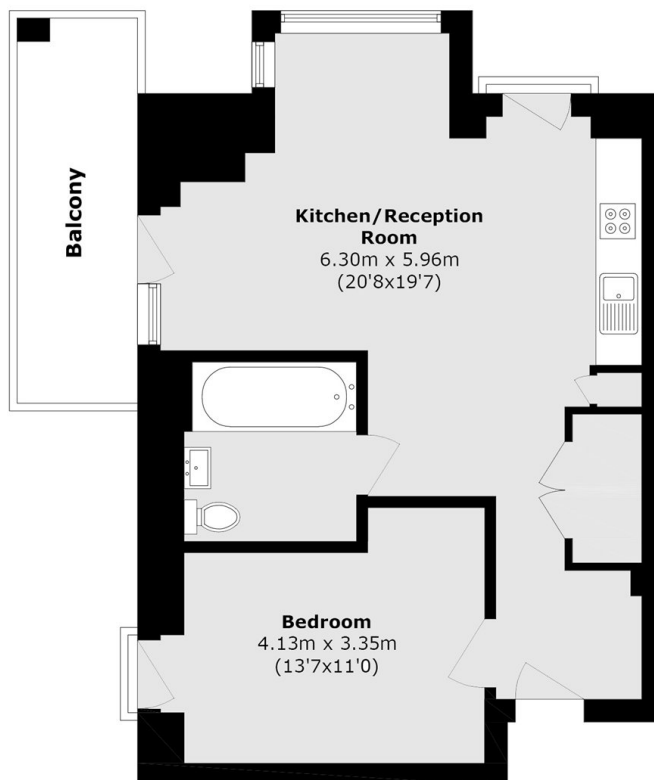 Balcony
Kitchen/Reception
Room
6.30m x 5.96m
(20'8x19'7)
Bedroom
4.13m x 3.35m
(13'7x11'0)